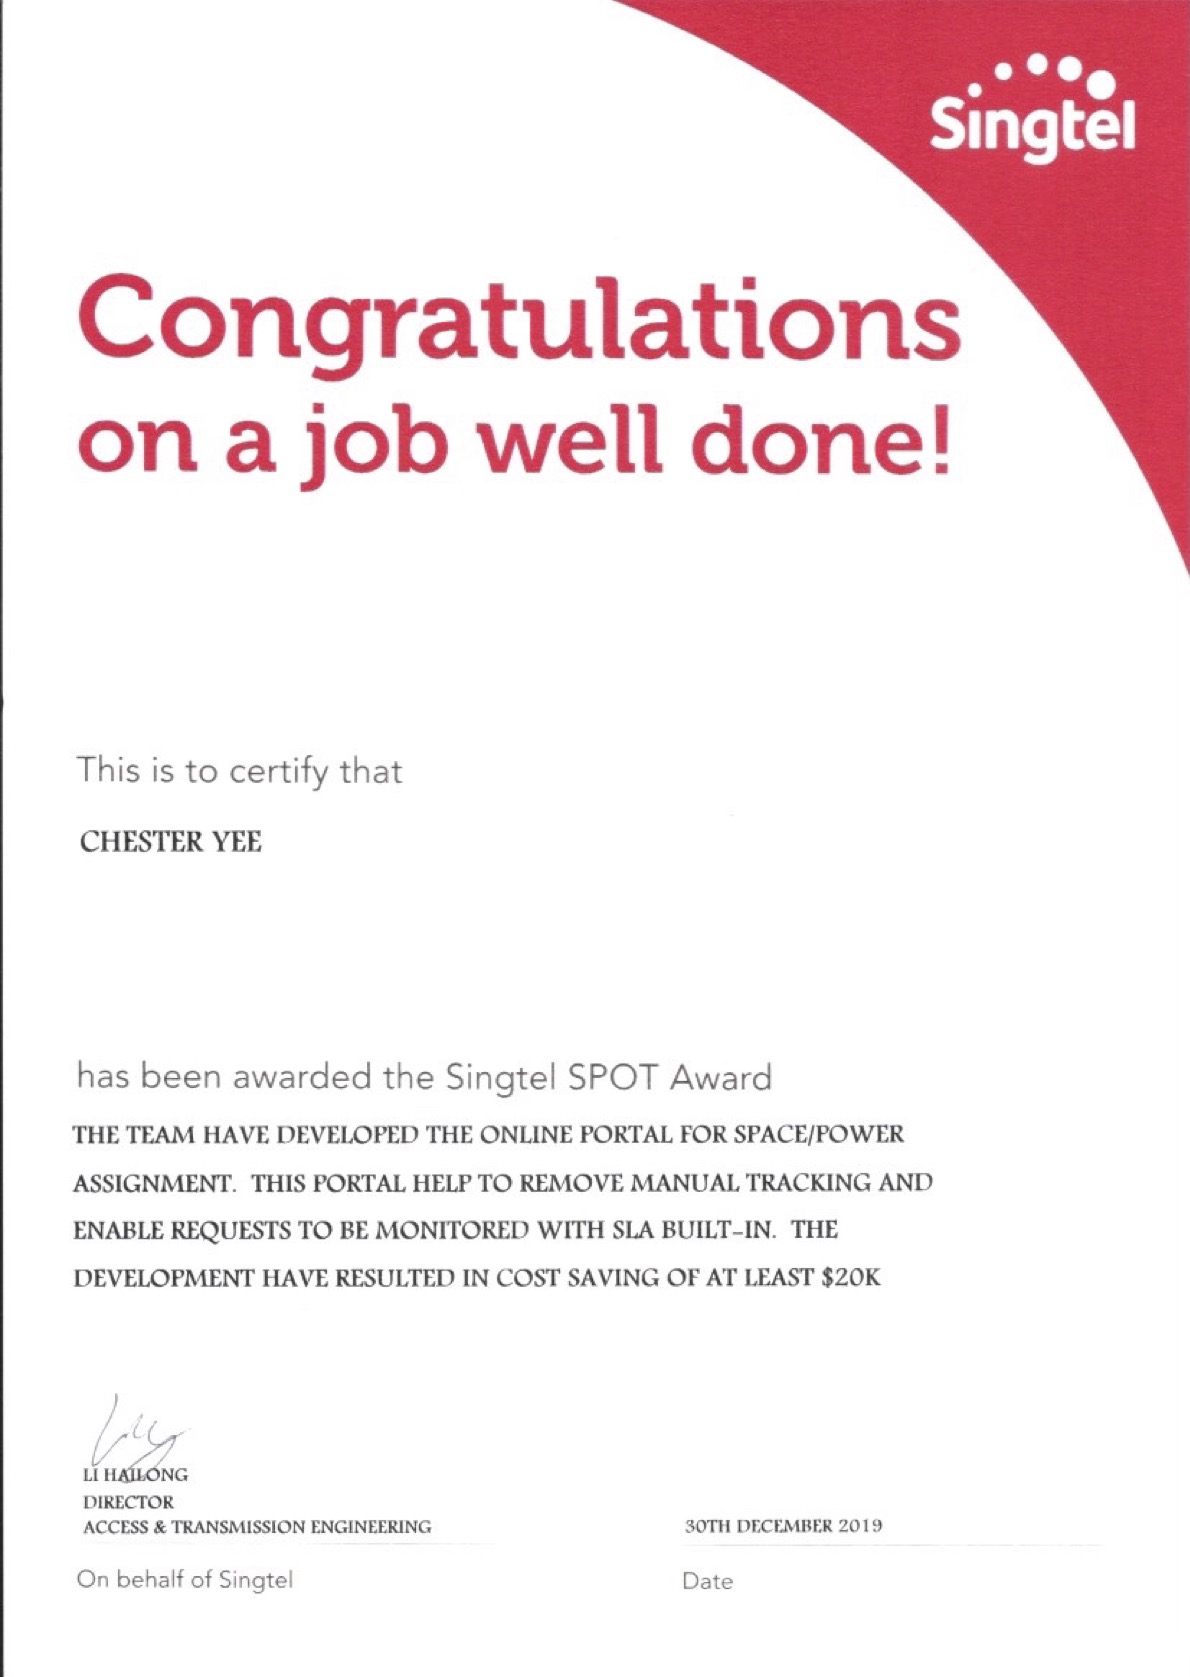 Singtel
Congratulations
on a job well done!
This is to certify that
CHESTER YEE
has been awarded the Singtel SPOT Award
THE TEAM HAVE DEVELOPED THE ONLINE PORTAL FOR SPACE/POWER
ASSIGNMENT.  THIS PORTAL HELP TO REMOVE MANUAL TRACKING AND
ENABLE REQUESTS TO BE MONITORED WITH SLA BUILT-IN.  THE
DEVELOPMENT HAVE RESULTED IN COST SAVING OF AT LEAST $20K
LI HAILONG
DIRECTOR
ACCESS & TRANSMISSION ENGINEERING
30TH DECEMBER 2019
On behalf of Singtel
Date